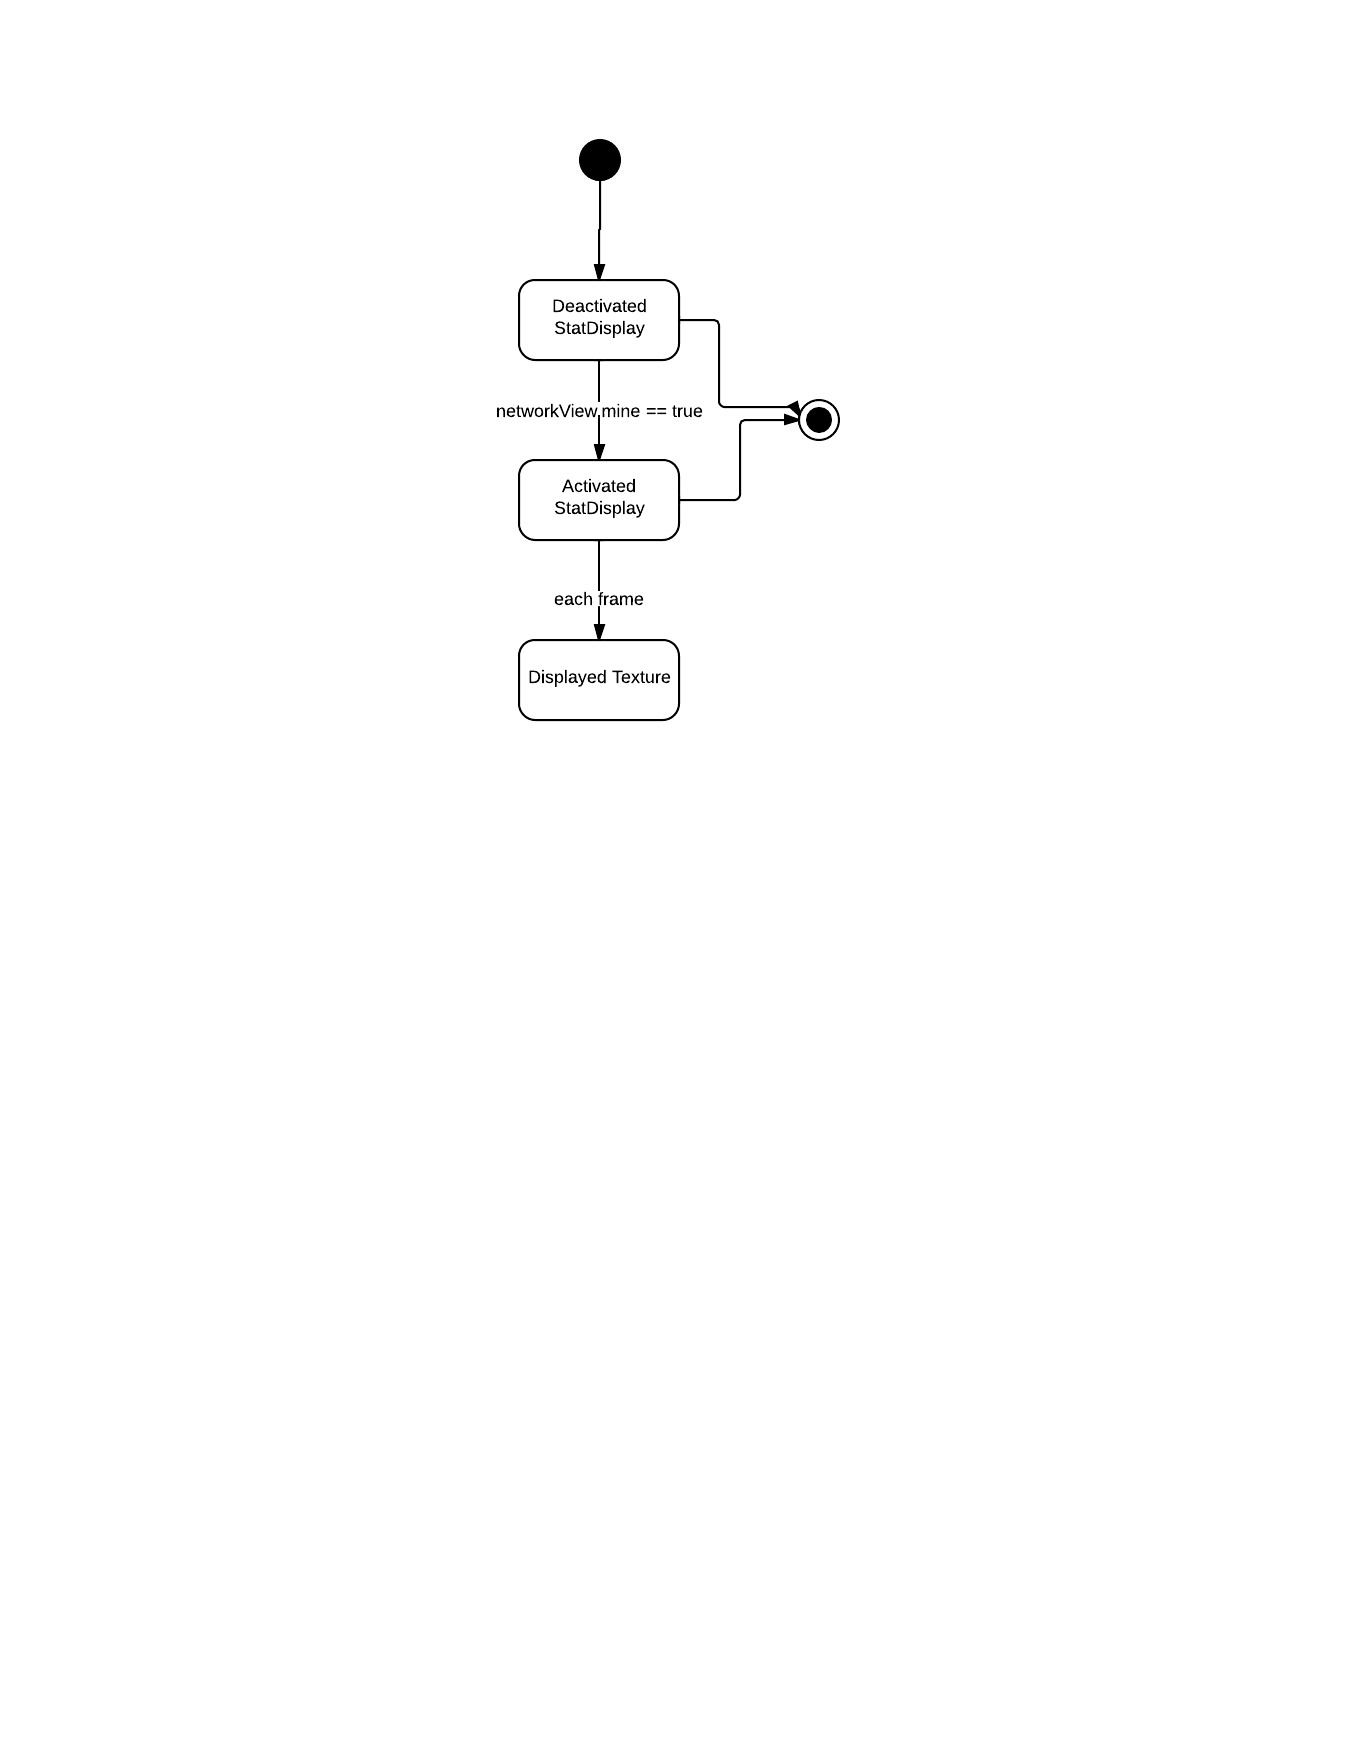 Deactivated
StatDisplay
networkView.mine == true
Activated
StatDisplay
each frame
Displayed Texture